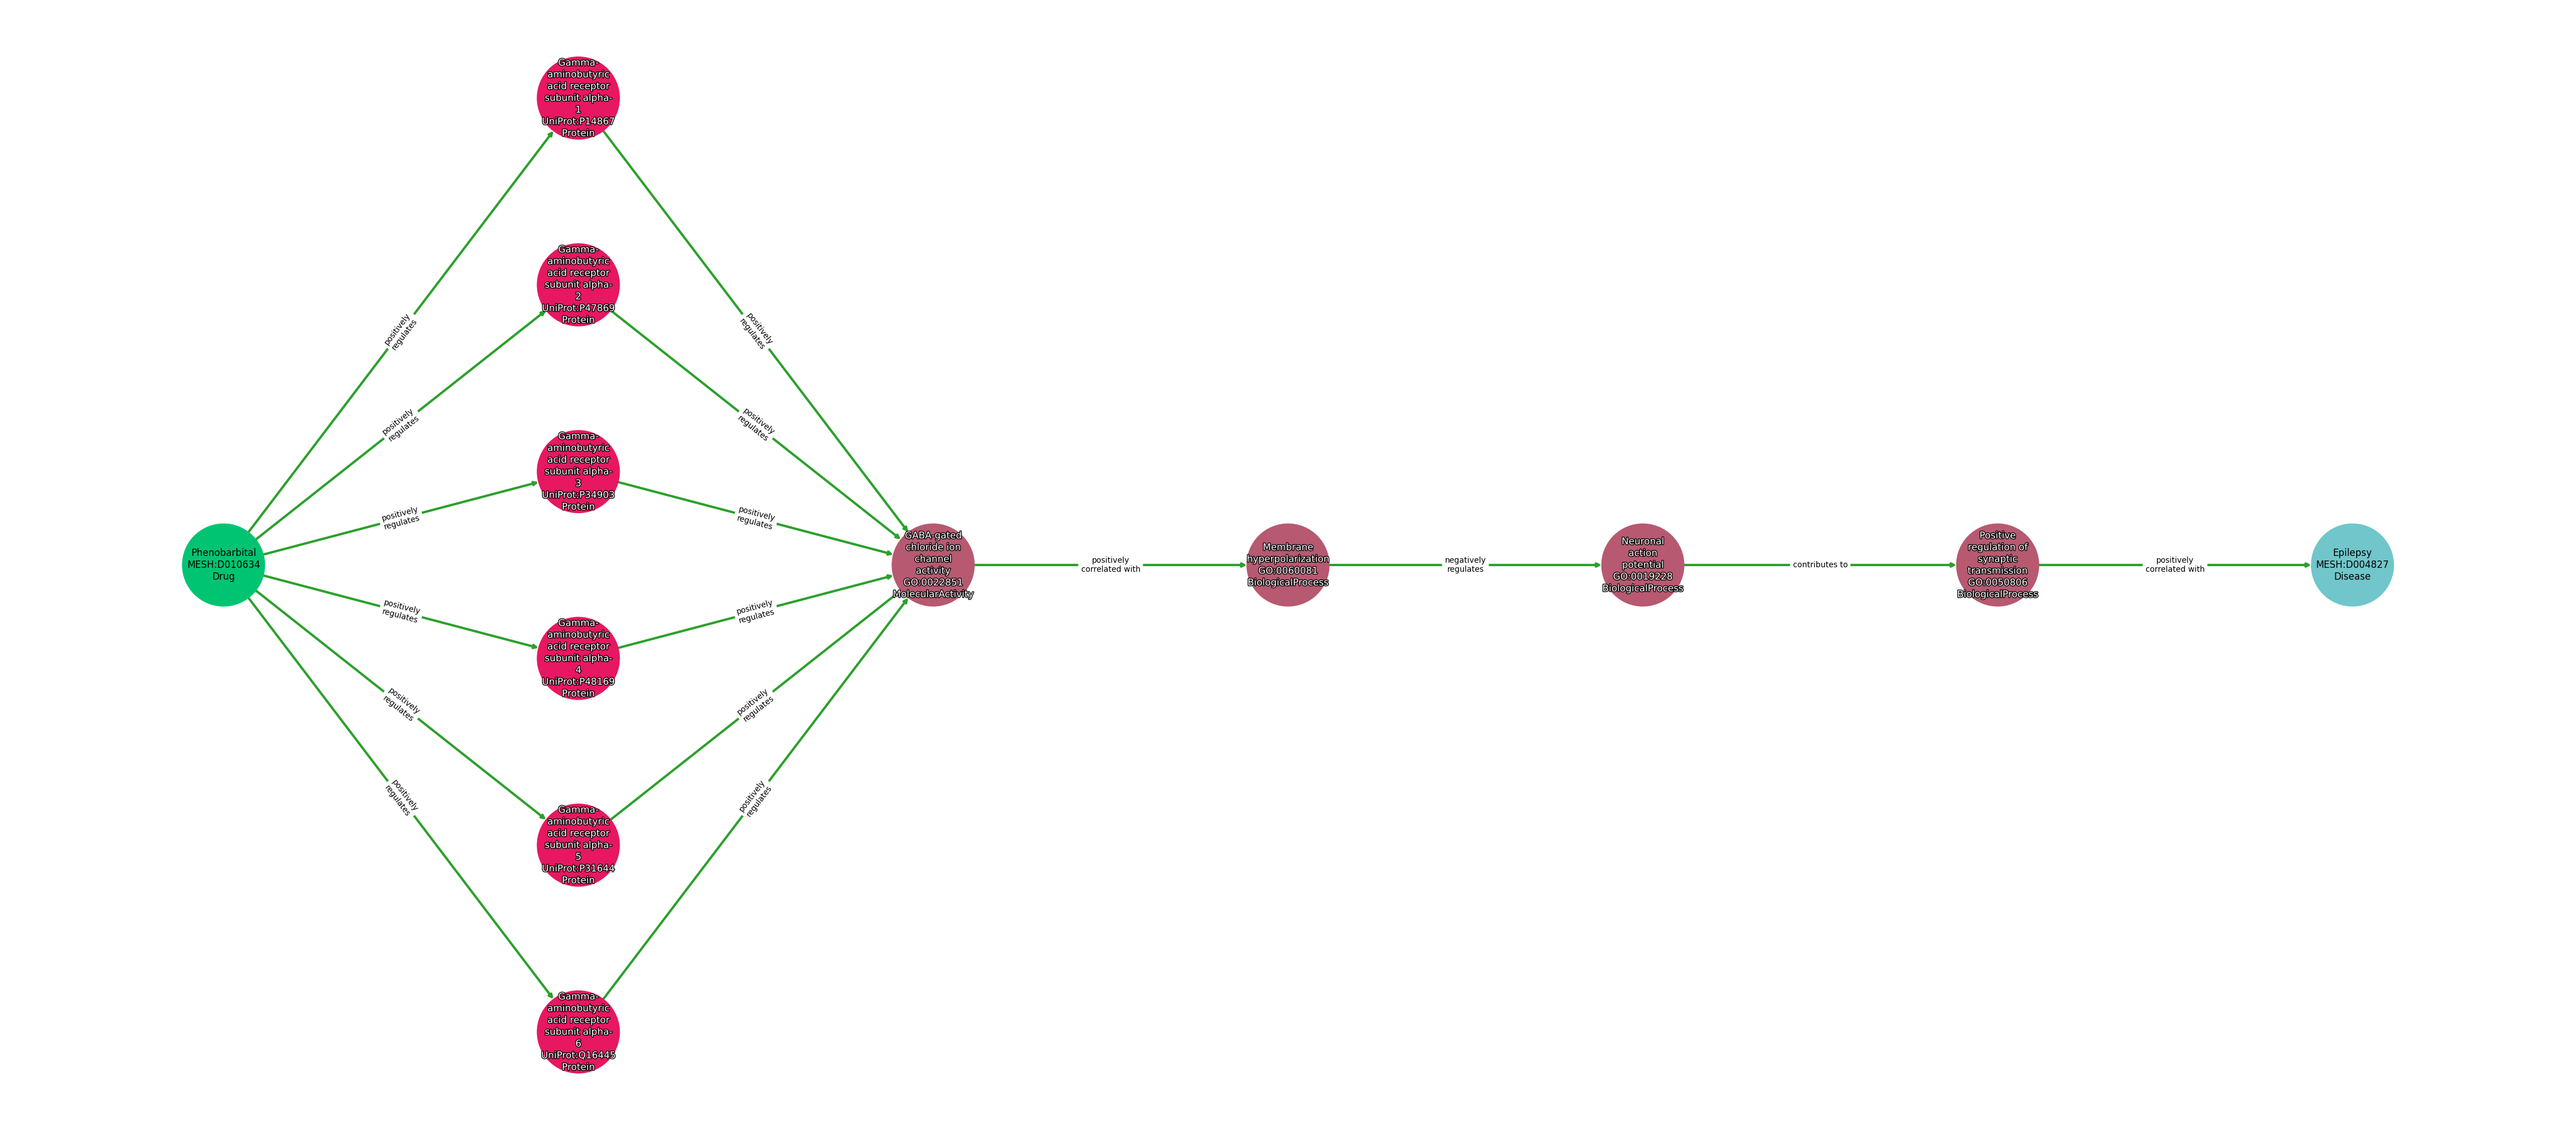 Gamma-
aminobutyric
acid receptor
subunit alpha-
1
UniProt:P14867
Protein
Gamma-
aminobutyric
acid receptor
subunit alpha-
2
UniProt:P47869
Protein
Gamma-
aminobutyric
acid receptor
subunit alpha-
3
UniProt:P34903
Protein
Gamma-
aminobutyric
acid receptor
subunit alpha-
4
UniProt:P48169
Protein
Gamma-
aminobutyric
acid receptor
subunit alpha-
5
UniProt:P31644
Protein
Gamma-
aminobutyric
acid receptor
subunit alpha-
6
UniProt:Q16445
Protein
Phenobarbital
MESH:D010634
Drug
positively
regulates
positively
regulates
positively
regulates
positively
regulates
positively
regulates
positively
regulates
positively
regulates
positively
regulates
positively
regulates
positively
regulates
positively
regulates
positively
regulates
GABA-gated
chloride ion
channel
activity
GO:0022851
MolecularActivity
positively
correlated with
Membrane
hyperpolarization
GO:0060081
BiologicalProcess
negatively
regulates
Neuronal
action
potential
GO:0019228
BiologicalProcess
contributes to
Positive
regulation of
synaptic
transmission
GO:0050806
BiologicalProcess
positively
correlated with
Epilepsy
MESH:D004827
Disease